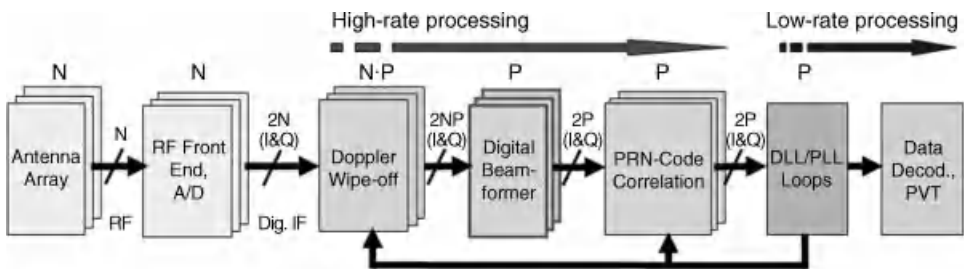 High-rate processing
Low-rate processing
N
N
N·P
P
P
P
Antenna
Array
N
RF
RF Front
End,
A/D
2N
(I&Q)
Dig. IF
Doppler
Wipe-off
2NP
(I&Q)
Digital
Beam-
former
2P
(I&Q)
PRN-Code
Correlation
2P
(I&Q)
DLL/PLL
Loops
Data
Decod.,
PVT